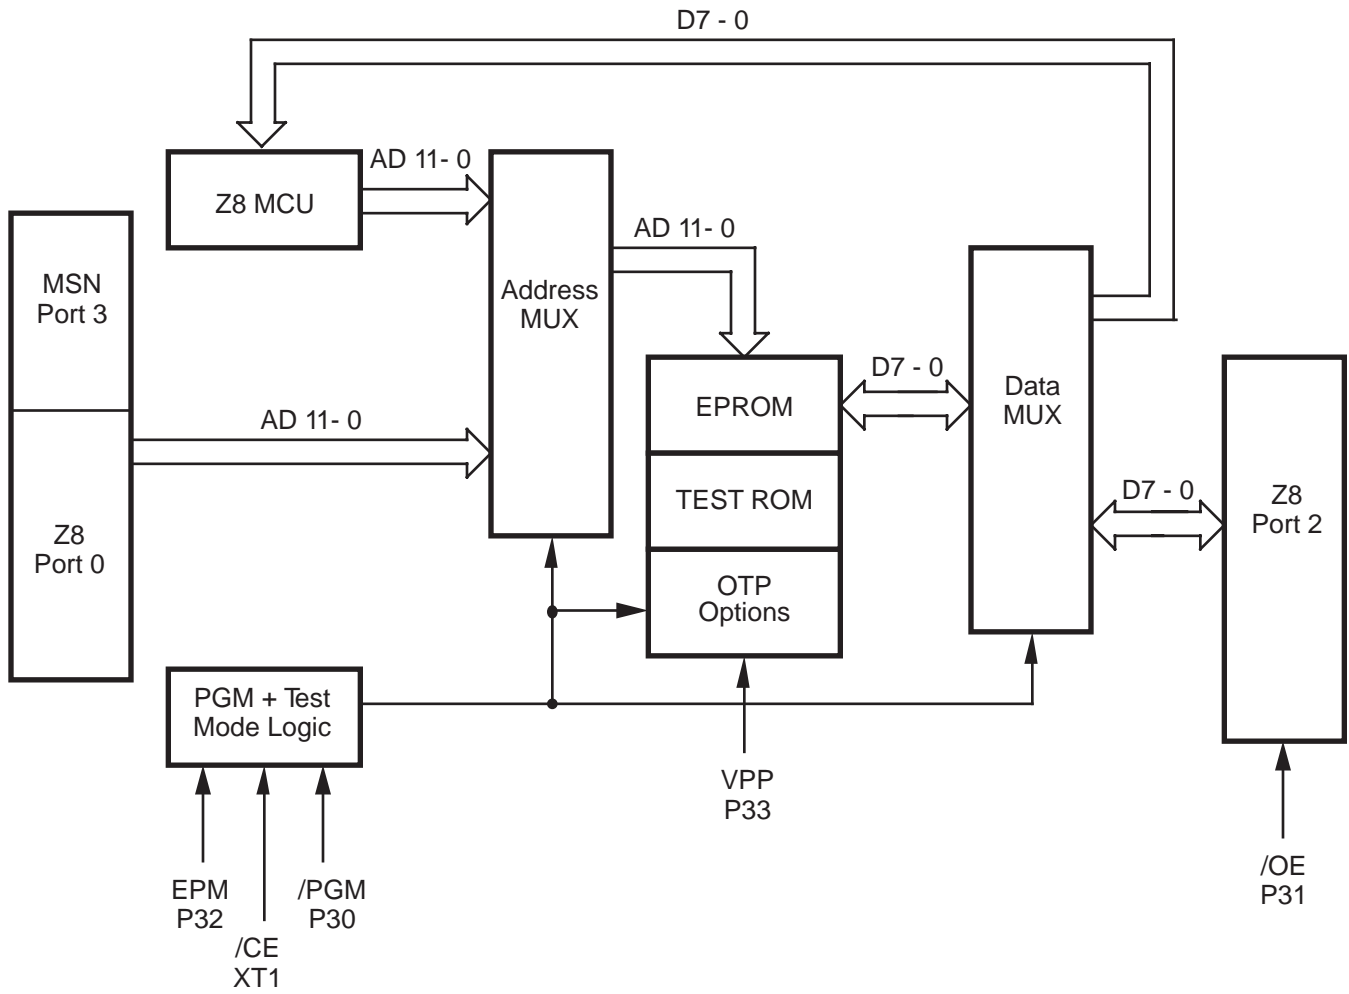 D7 - 0
AD 11- 0
Z8 MCU
AD 11- 0
MSN
Port 3
Address
MUX
D7 - 0
Data
MUX
EPROM
AD 11- 0
TEST ROM
D7 - 0
Z8
Port 2
Z8
Port 0
OTP
Options
PGM + Test
Mode Logic
VPP
P33
EPM
P32
/PGM
P30
/OE
P31
/CE
XT1